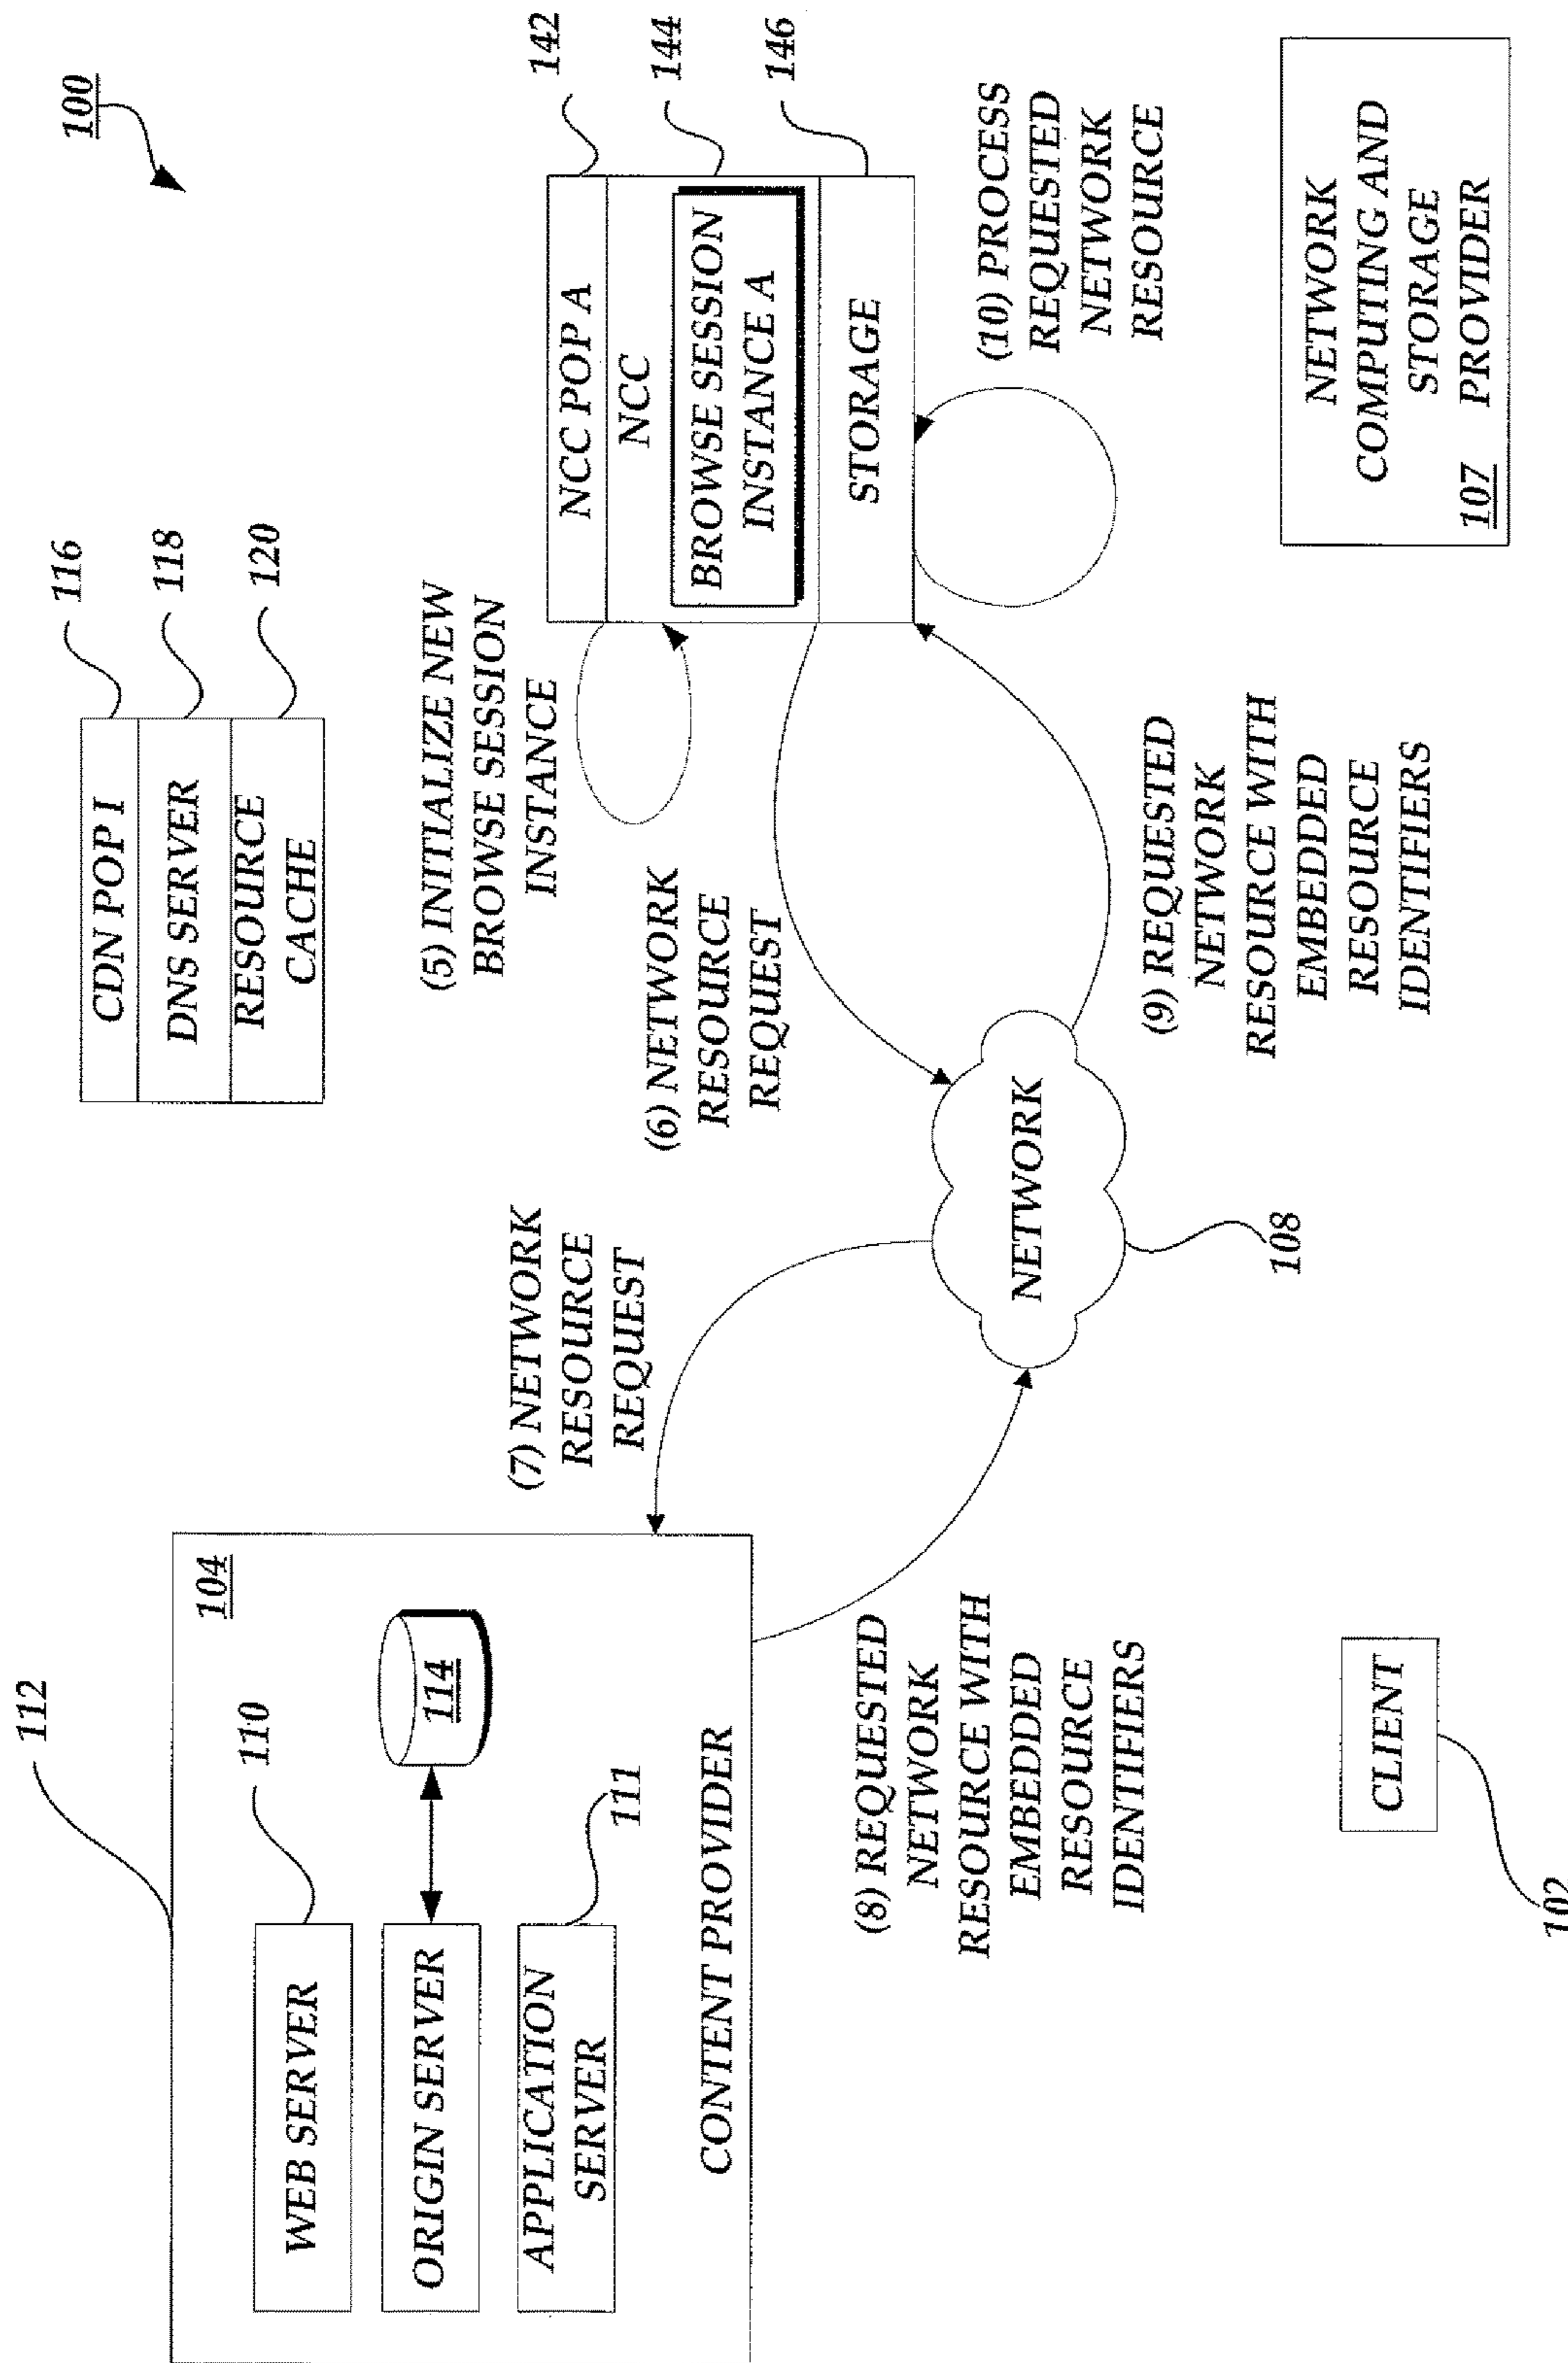 100
112
104
110
WEB SERVER
114
ORIGIN SERVER
111
APPLICATION
SERVER
CONTENT PROVIDER
116
118
120
CDN POP I
DNS SERVER
RESOURCE
CACHE
142
144
146
NCC POP A
NCC
BROWSE SESSION
INSTANCE A
STORAGE
(5) INITIALIZE NEW
BROWSE SESSION
INSTANCE
(6) NETWORK
RESOURCE
REQUEST
(7) NETWORK
RESOURCE
REQUEST
NETWORK
108
(8) REQUESTED
NETWORK
RESOURCE WITH
EMBEDDED
RESOURCE
IDENTIFIERS
(9) REQUESTED
NETWORK
RESOURCE WITH
EMBEDDED
RESOURCE
IDENTIFIERS
(10) PROCESS
REQUESTED
NETWORK
RESOURCE
CLIENT
102
NETWORK
COMPUTING AND
STORAGE
107 PROVIDER